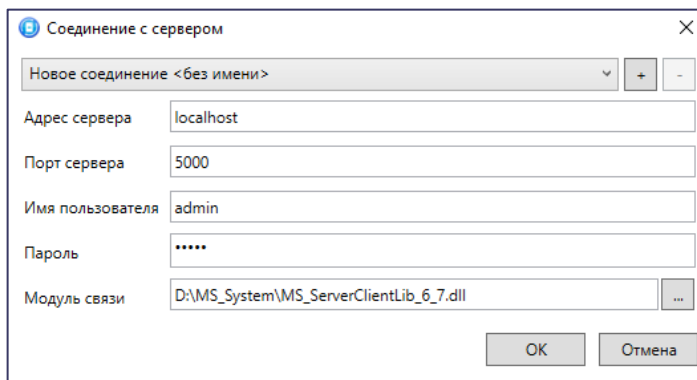 Соединение с сервером
Новое соединение <без имени>
+
-
Адрес сервера
localhost
Порт сервера
5000
Имя пользователя
admin
Пароль
•••••
Модуль связи
D:\MS_System\MS_ServerClientLib_6_7.dll
...
OK
Отмена